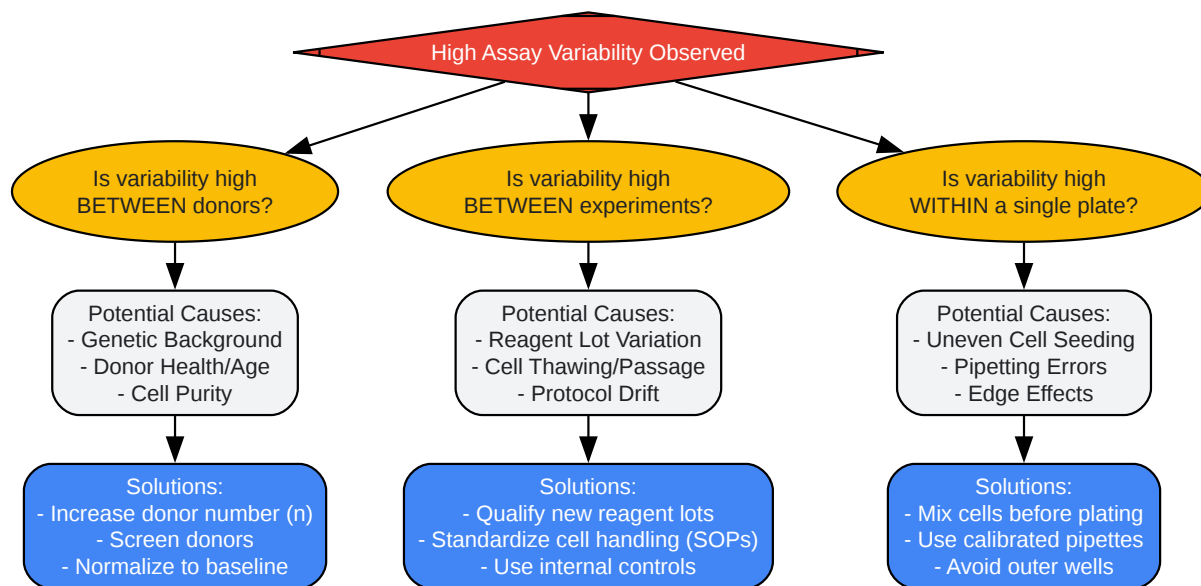 High Assay Variability Observed
Is variability high
BETWEEN donors?
Is variability high
BETWEEN experiments?
Is variability high
WITHIN a single plate?
Potential Causes:
- Genetic Background
- Donor Health/Age
- Cell Purity
Potential Causes:
- Reagent Lot Variation
- Cell Thawing/Passage
- Protocol Drift
Potential Causes:
- Uneven Cell Seeding
- Pipetting Errors
- Edge Effects
Solutions:
- Increase donor number (n)
- Screen donors
- Normalize to baseline
Solutions:
- Qualify new reagent lots
- Standardize cell handling (SOPs)
- Use internal controls
Solutions:
- Mix cells before plating
- Use calibrated pipettes
- Avoid outer wells